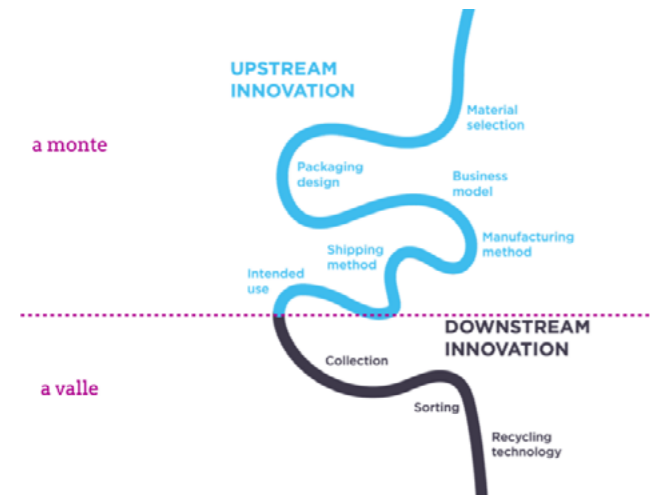 UPSTREAM
INNOVATION
Material
selection
a monte
Packaging
design
Business
model
Manufacturing
method
Shipping
method
Intended
use
DOWNSTREAM
INNOVATION
Collection
a valle
Sorting
Recycling
technology